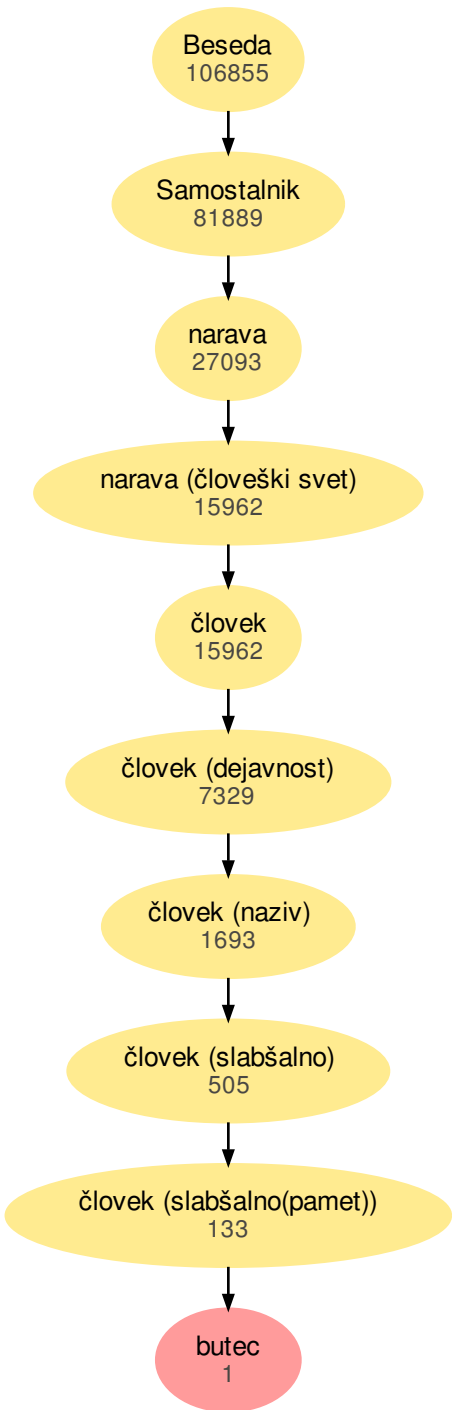 Beseda
106855
Samostalnik
81889
narava
27093
narava (človeški svet)
15962
človek
15962
človek (dejavnost)
7329
človek (naziv)
1693
človek (slabšalno)
505
človek (slabšalno(pamet))
133
butec
1